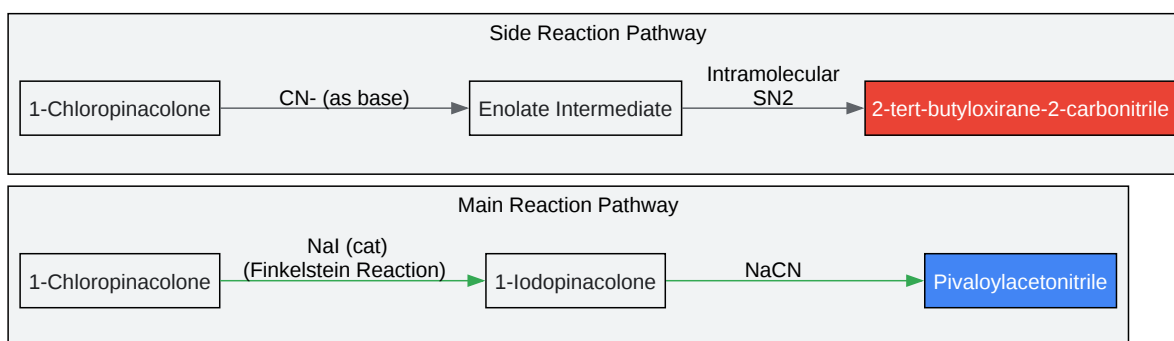 Side Reaction Pathway
1-Chloropinacolone
CN- (as base)
Enolate Intermediate
Intramolecular
SN2
2-tert-butyloxirane-2-carbonitrile
Main Reaction Pathway
1-Chloropinacolone
NaI (cat)
(Finkelstein Reaction)
1-Iodopinacolone
NaCN
Pivaloylacetonitrile